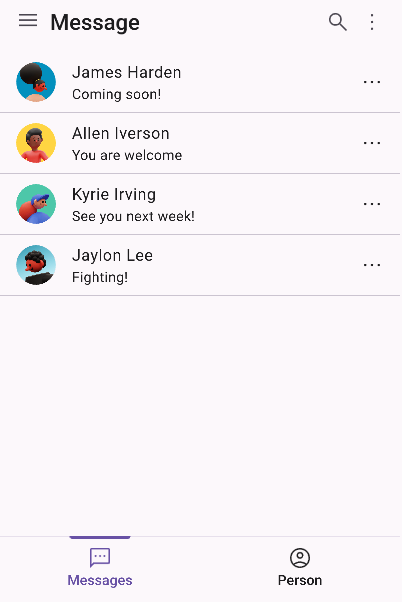 Message
James Harden
Coming soon!
Allen Iverson
You are welcome
Kyrie Irving
See you next week!
Jaylon Lee
Fighting!
Messages
Person